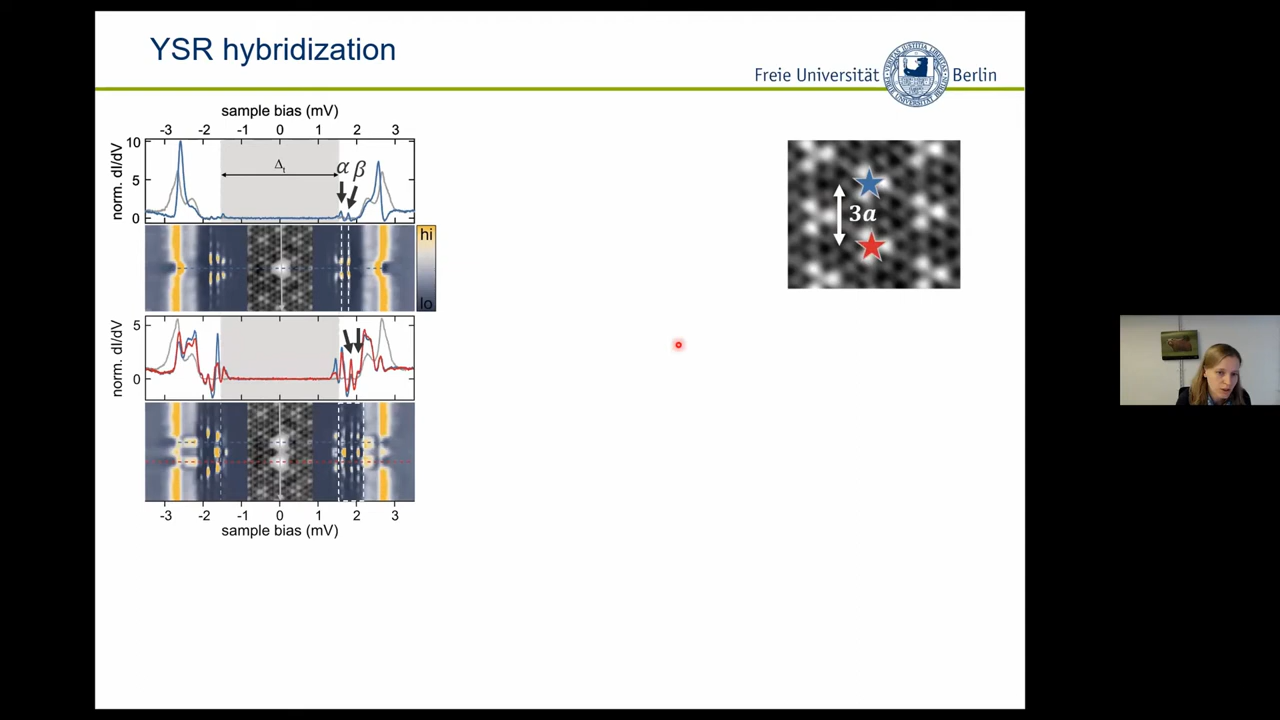 YSR hybridization
Freie Universität Berlin
sample bias (mV)
-3 -2 -1 0 1 2 3
norm. dI/dV
10
5
0
Δt
α β
hi
lo
norm. dI/dV
5
0
-3 -2 -1 0 1 2 3
sample bias (mV)
3a